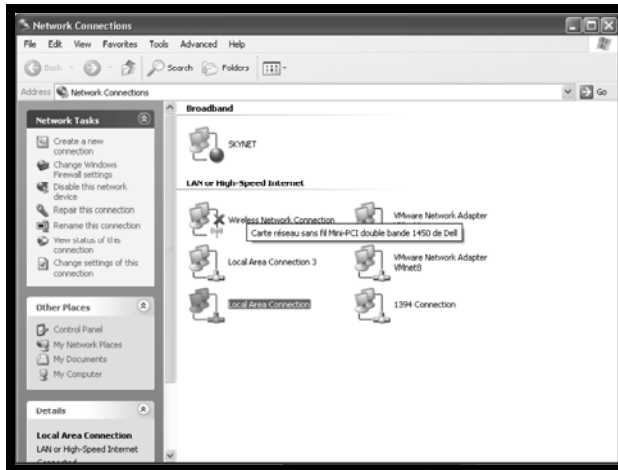 Network Connections
File Edit View Favorites Tools Advanced Help
Back Search Folders
Address Network Connections Go
Network Tasks
Create a new
connection
Change Windows
Firewall settings
Disable this network
device
Repair this connection
Rename this connection
View status of this
connection
Change settings of this
connection
Other Places
Control Panel
My Network Places
My Documents
My Computer
Details
Local Area Connection
LAN or High-Speed Internet
Connected
Broadband
SKYNET
LAN or High-Speed Internet
Wireless Network Connection
VMware Network Adapter
Carte réseau sans fil Mini-PCI double bande 1450 de Dell
Local Area Connection 3
VMware Network Adapter
VMnet8
Local Area Connection
1394 Connection